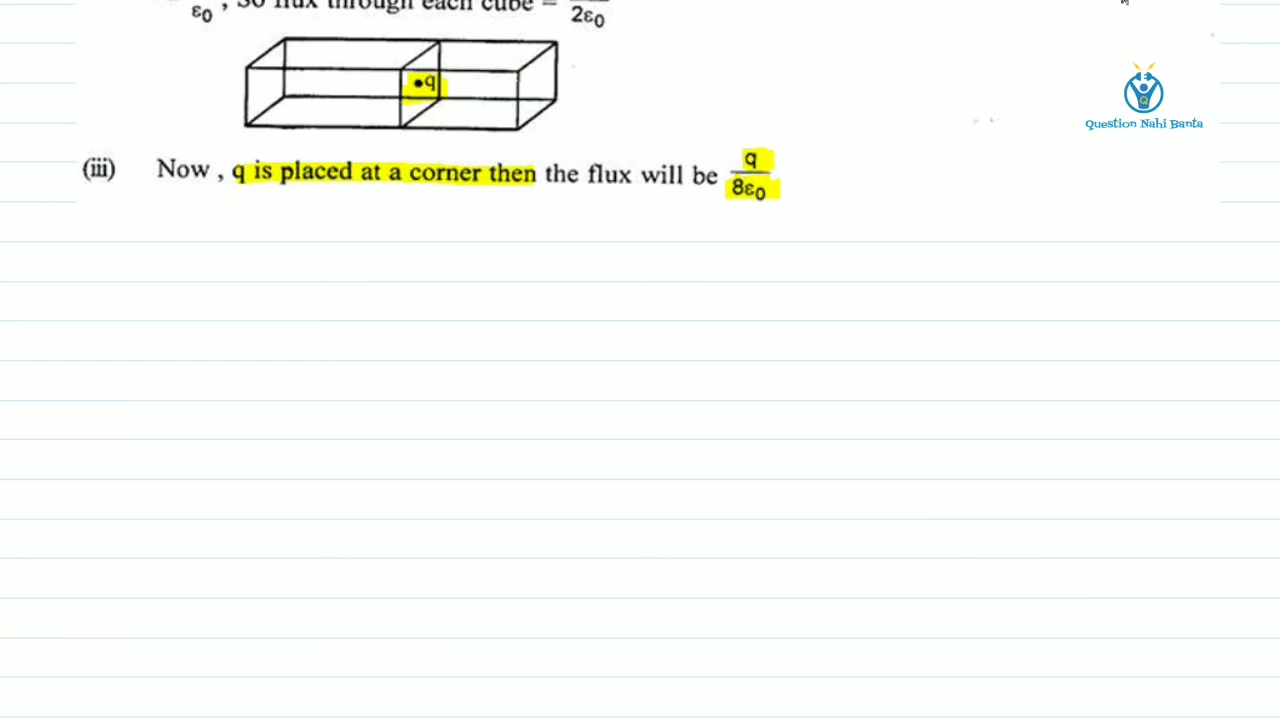 ε0 , So flux through each cube = 2ε0
•q
Question Nahi Banta
(iii) Now , q is placed at a corner then the flux will be q/8ε0